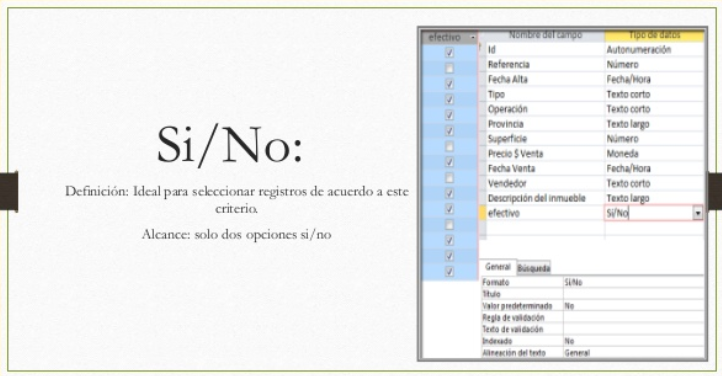 Si/No:
Definición: Ideal para seleccionar registros de acuerdo a este
criterio.
Alcance: solo dos opciones si/no
efectivo
Nombre del campo Tipo de datos
Id Autonumeración
Referencia Número
Fecha Alta Fecha/Hora
Tipo Texto corto
Operación Texto corto
Provincia Texto largo
Superficie Número
Precio $ Venta Moneda
Fecha Venta Fecha/Hora
Vendedor Texto corto
Descripción del inmueble Texto largo
efectivo Sí/No
General Búsqueda
Formato Sí/No
Título
Valor predeterminado No
Regla de validación
Texto de validación
Indexado No
Alineación del texto General